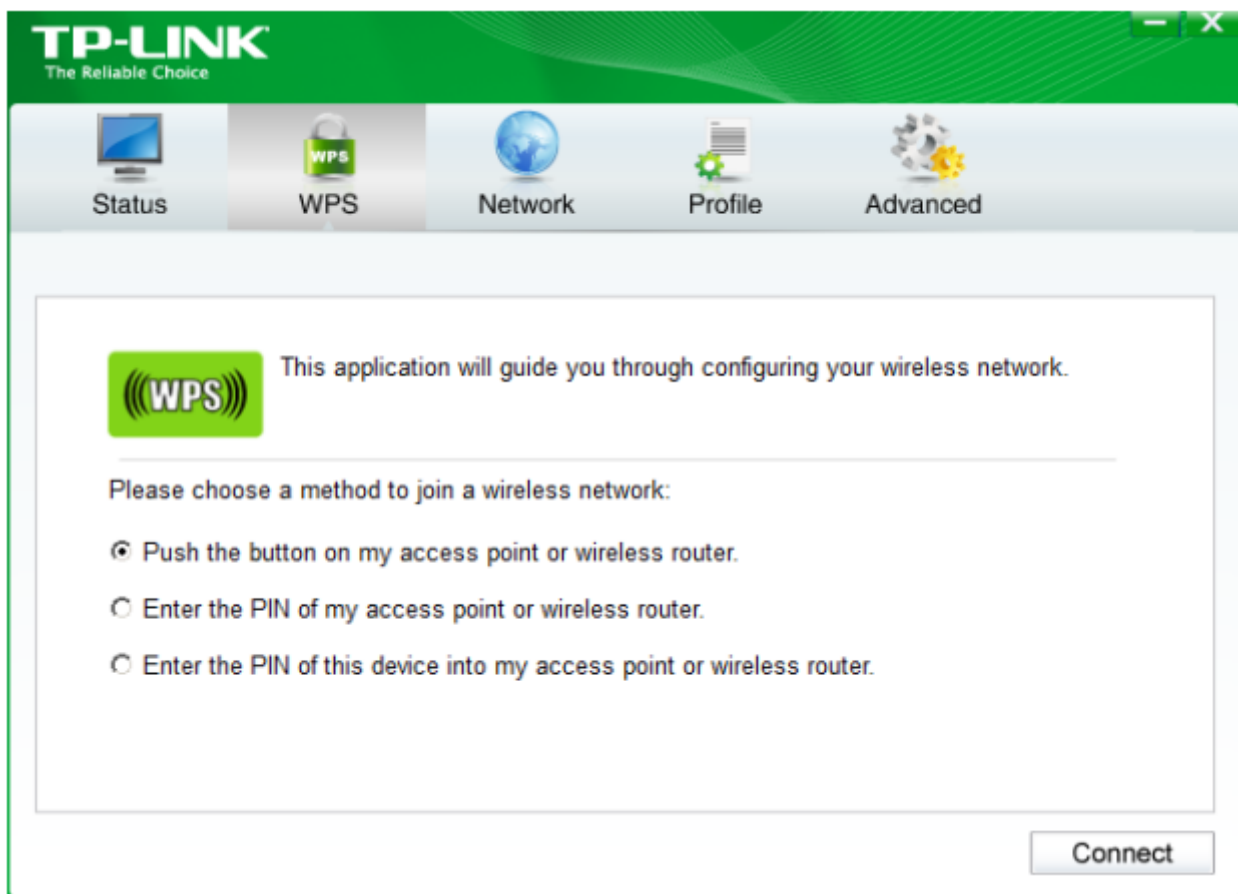 TP-LINK
The Reliable Choice
Status WPS Network Profile Advanced
WPS
This application will guide you through configuring your wireless network.
(((WPS)))
Please choose a method to join a wireless network:
Push the button on my access point or wireless router.
Enter the PIN of my access point or wireless router.
Enter the PIN of this device into my access point or wireless router.
Connect